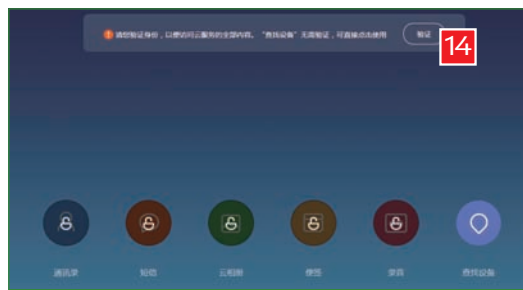 请您验证身份，以便访问云服务的全部内容。“查找设备”无需验证，可直接点击使用 验证
14
通讯录 短信 云相册 便签 录音 查找设备